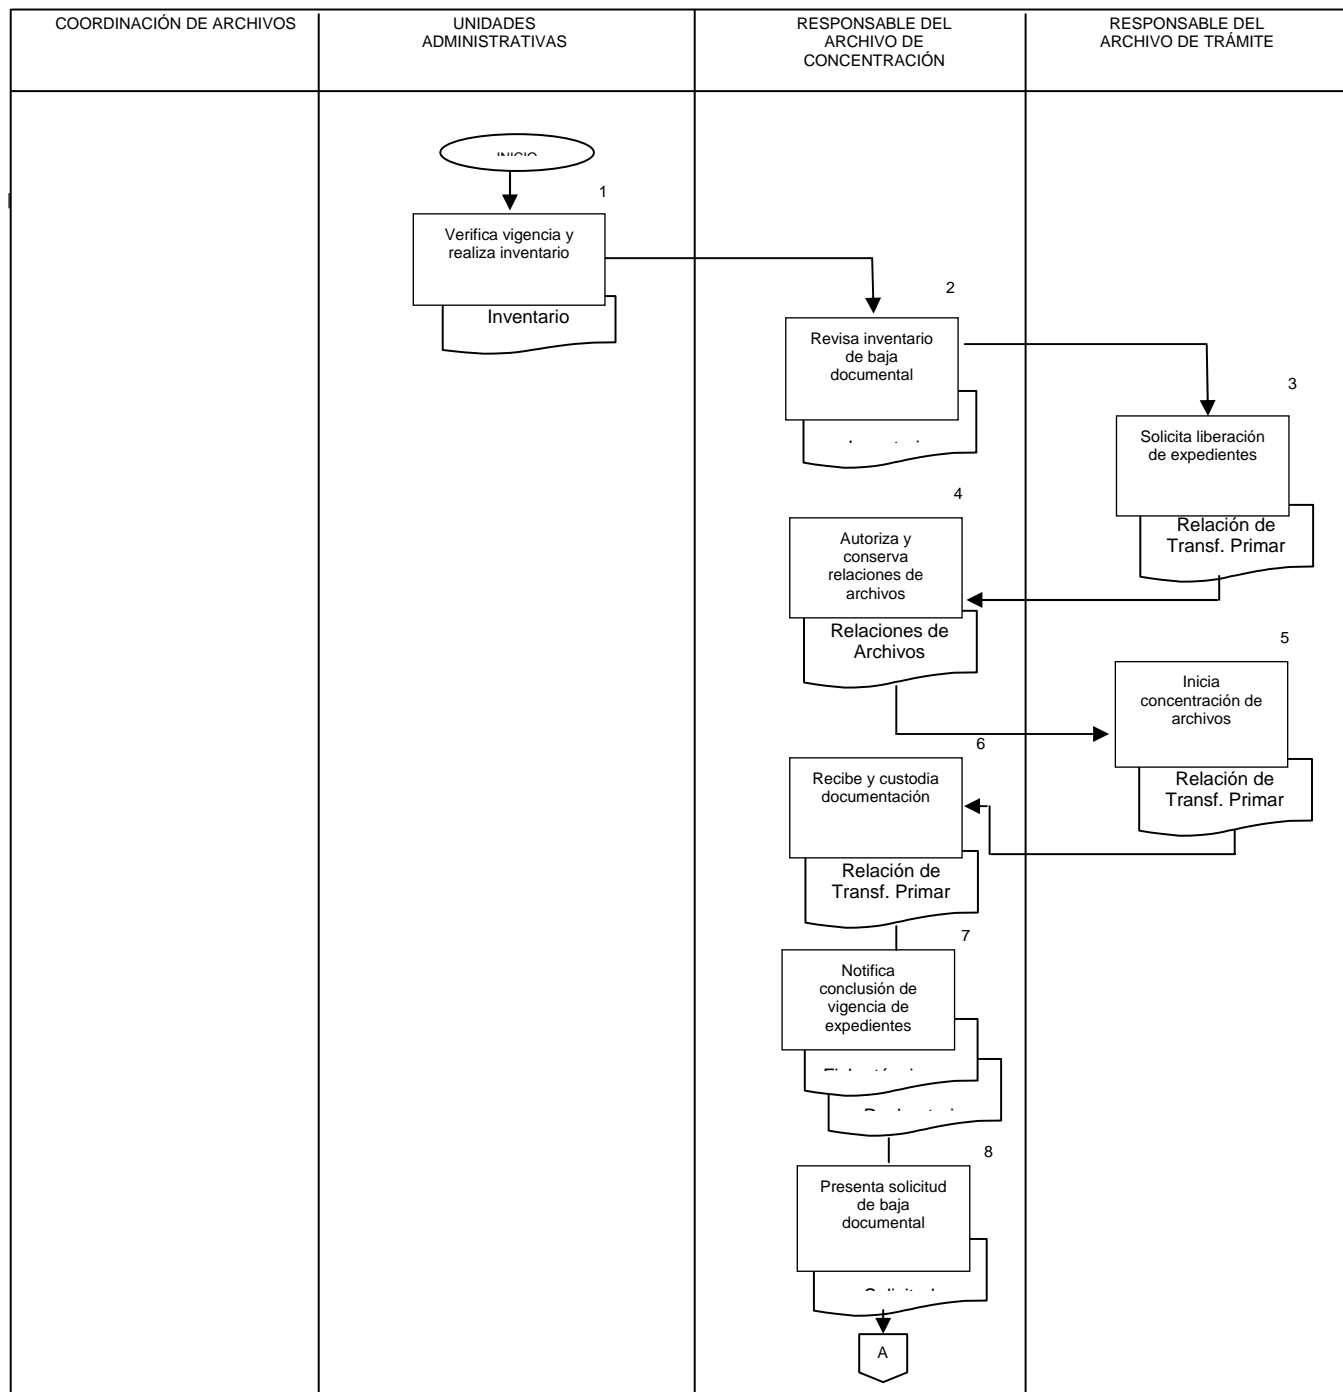 COORDINACIÓN DE ARCHIVOS
UNIDADES
ADMINISTRATIVAS
RESPONSABLE DEL
ARCHIVO DE
CONCENTRACIÓN
RESPONSABLE DEL
ARCHIVO DE TRÁMITE
1
Verifica vigencia y
realiza inventario
Inventario
2
Revisa inventario
de baja
documental
3
Solicita liberación
de expedientes
Relación de
Transf. Primar
4
Autoriza y
conserva
relaciones de
archivos
Relaciones de
Archivos
5
Inicia
concentración de
archivos
Relación de
Transf. Primar
6
Recibe y custodia
documentación
Relación de
Transf. Primar
7
Notifica
conclusión de
vigencia de
expedientes
8
Presenta solicitud
de baja
documental
A